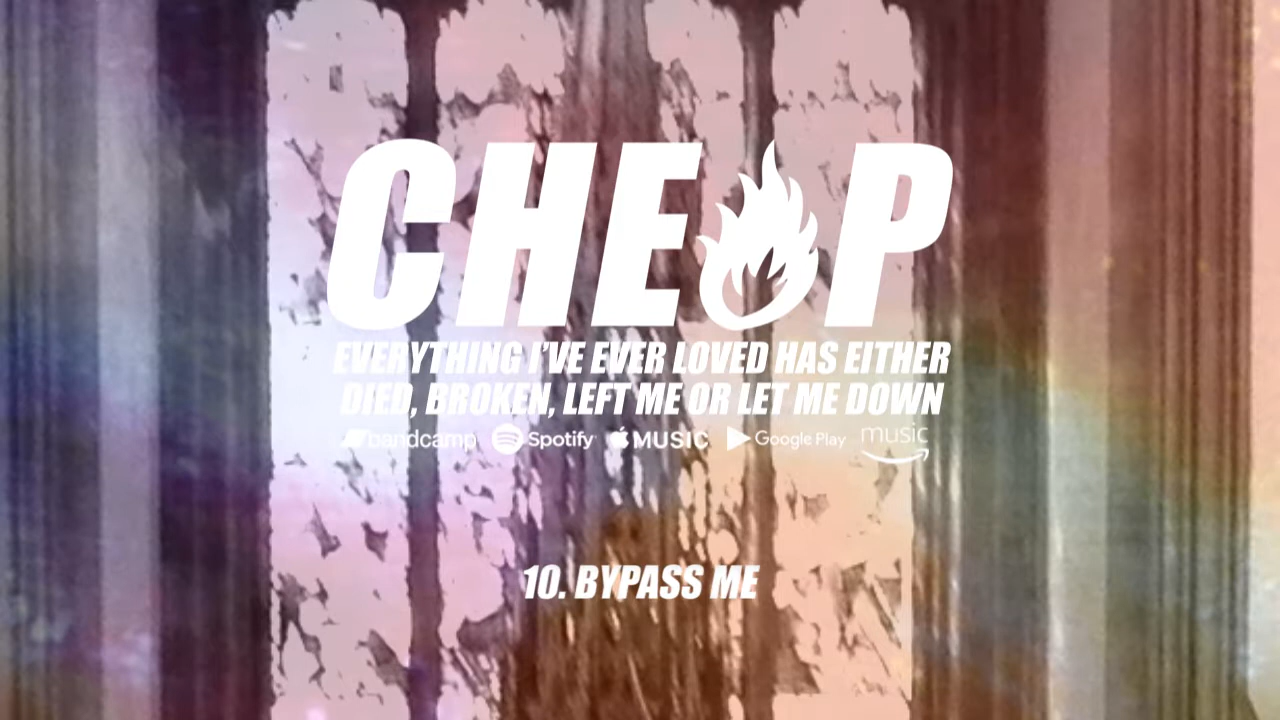 CHEAP
EVERYTHING I'VE EVER LOVED HAS EITHER
DIED, BROKEN, LEFT ME OR LET ME DOWN
bandcamp Spotify MUSIC Google Play music
10. BYPASS ME